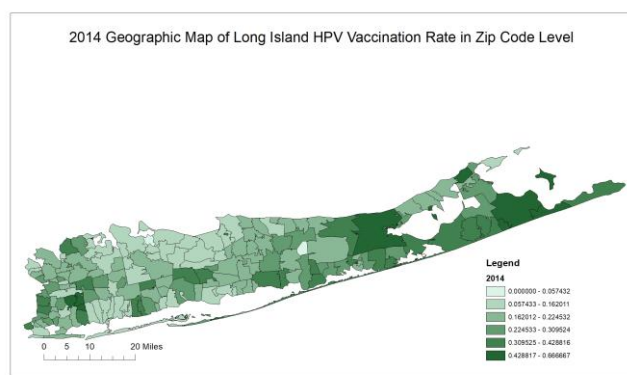 2014 Geographic Map of Long Island HPV Vaccination Rate in Zip Code Level
Legend
2014
0.000000 - 0.057432
0.057433 - 0.162011
0.162012 - 0.224532
0.224533 - 0.309524
0.309525 - 0.428816
0.428817 - 0.666667
0 5 10 20 Miles